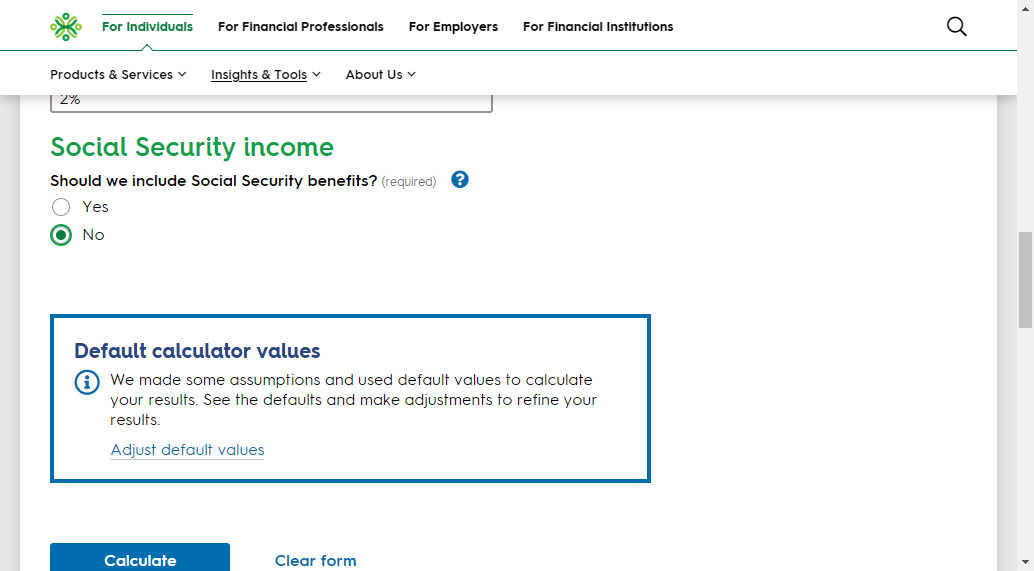 For Individuals For Financial Professionals For Employers For Financial Institutions
Products & Services Insights & Tools About Us
2%
Social Security income
Should we include Social Security benefits? (required) ?
Yes
No
Default calculator values
We made some assumptions and used default values to calculate
your results. See the defaults and make adjustments to refine your
results.
Adjust default values
Calculate Clear form